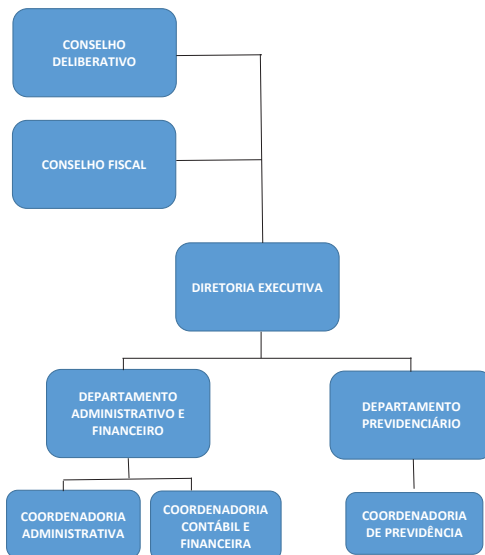 CONSELHO
DELIBERATIVO
CONSELHO FISCAL
DIRETORIA EXECUTIVA
DEPARTAMENTO
ADMINISTRATIVO E
FINANCEIRO
DEPARTAMENTO
PREVIDENCIÁRIO
COORDENADORIA
ADMINISTRATIVA
COORDENADORIA
CONTÁBIL E
FINANCEIRA
COORDENADORIA
DE PREVIDÊNCIA